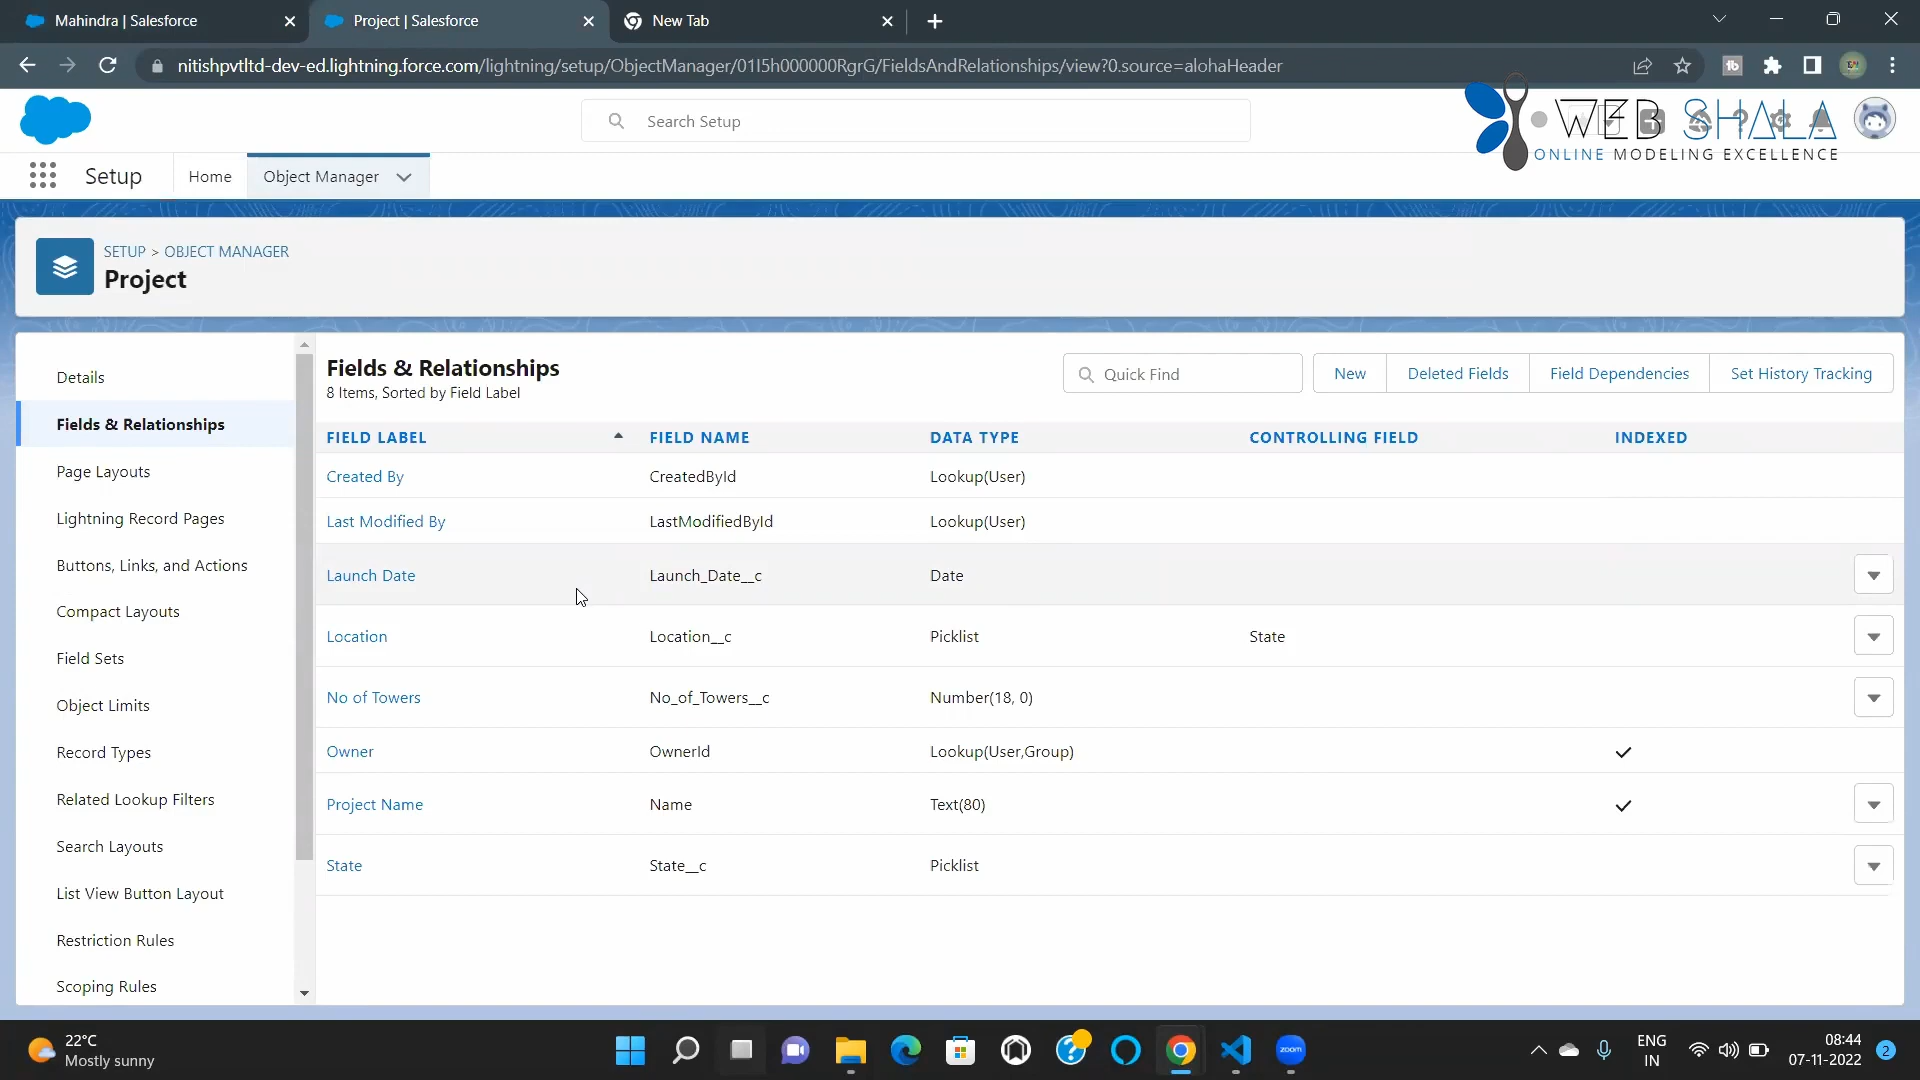 Mahindra | Salesforce
Project | Salesforce
New Tab
nitishpvtltd-dev-ed.lightning.force.com/lightning/setup/ObjectManager/01I5h000000RgrG/FieldsAndRelationships/view?0.source=alohaHeader
Search Setup
WEB SHALA
ONLINE MODELING EXCELLENCE
Setup
Home
Object Manager
SETUP > OBJECT MANAGER
Project
Details
Fields & Relationships
Page Layouts
Lightning Record Pages
Buttons, Links, and Actions
Compact Layouts
Field Sets
Object Limits
Record Types
Related Lookup Filters
Search Layouts
List View Button Layout
Restriction Rules
Scoping Rules
Fields & Relationships
8 Items, Sorted by Field Label
Quick Find
New
Deleted Fields
Field Dependencies
Set History Tracking
FIELD LABEL FIELD NAME DATA TYPE CONTROLLING FIELD INDEXED
Created By CreatedById Lookup(User)
Last Modified By LastModifiedById Lookup(User)
Launch Date Launch_Date__c Date
Location Location__c Picklist State
No of Towers No_of_Towers__c Number(18, 0)
Owner OwnerId Lookup(User,Group)
Project Name Name Text(80)
State State__c Picklist
22°C
Mostly sunny
zoom
ENG
IN
08:44
07-11-2022
2